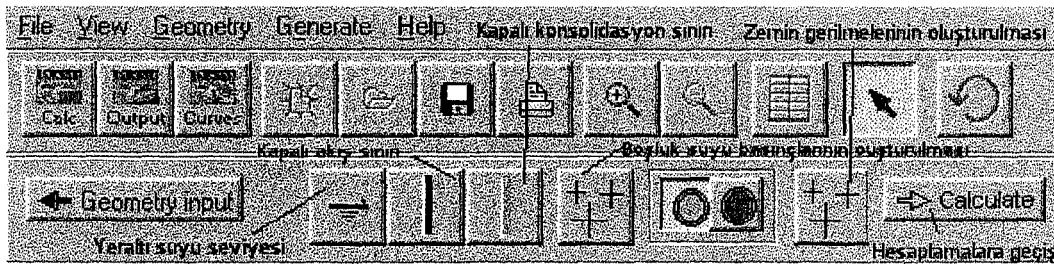 File View Geometry Generate Help
Kapalı konsolidasyon sınırı
Zemin gerilmelerinin oluşturulması
Calc Output Curves
Kapalı akış sınırı
Boşluk suyu basınçlarının oluşturulması
Geometry input
Calculate
Yeraltı suyu seviyesi
Hesaplamalara geçiş